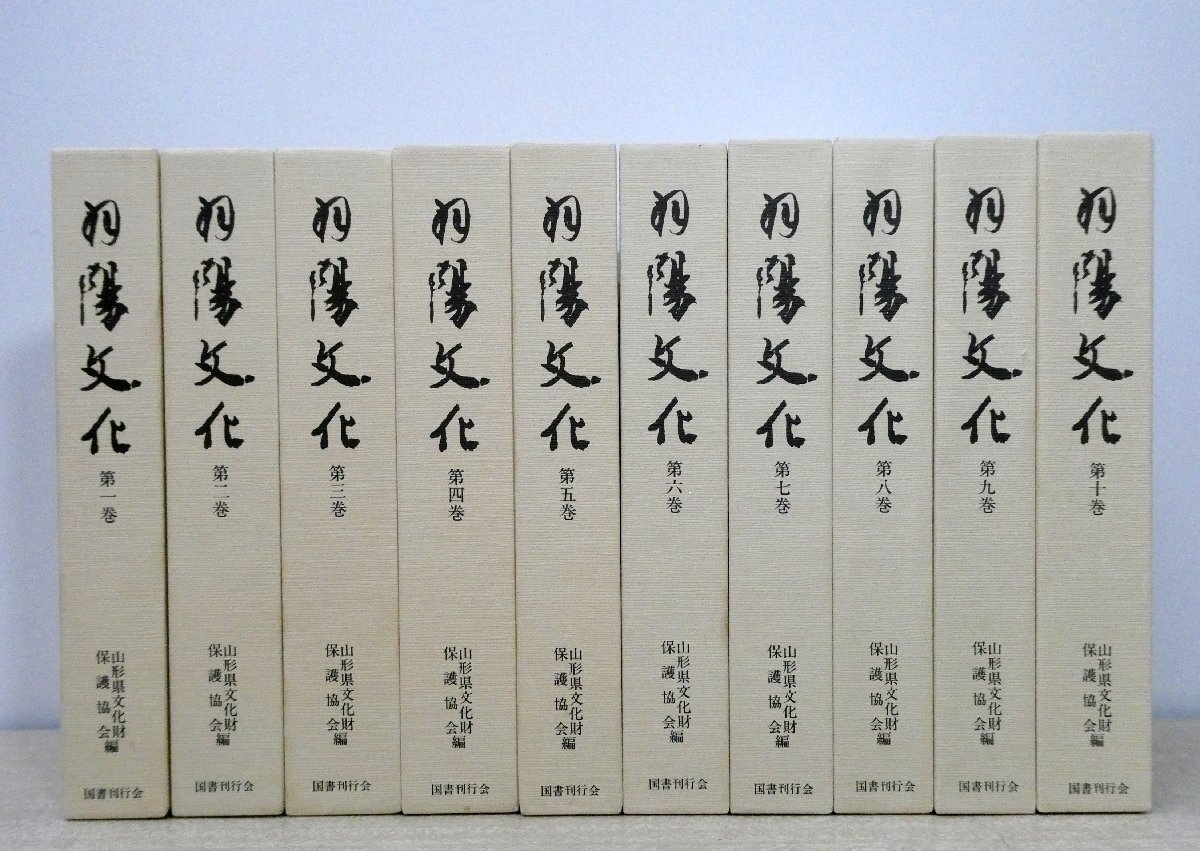 羽陽文化
第一巻
山形県文化財
保護協会編
国書刊行会
羽陽文化
第二巻
山形県文化財
保護協会編
国書刊行会
羽陽文化
第三巻
山形県文化財
保護協会編
国書刊行会
羽陽文化
第四巻
山形県文化財
保護協会編
国書刊行会
羽陽文化
第五巻
山形県文化財
保護協会編
国書刊行会
羽陽文化
第六巻
山形県文化財
保護協会編
国書刊行会
羽陽文化
第七巻
山形県文化財
保護協会編
国書刊行会
羽陽文化
第八巻
山形県文化財
保護協会編
国書刊行会
羽陽文化
第九巻
山形県文化財
保護協会編
国書刊行会
羽陽文化
第十巻
山形県文化財
保護協会編
国書刊行会